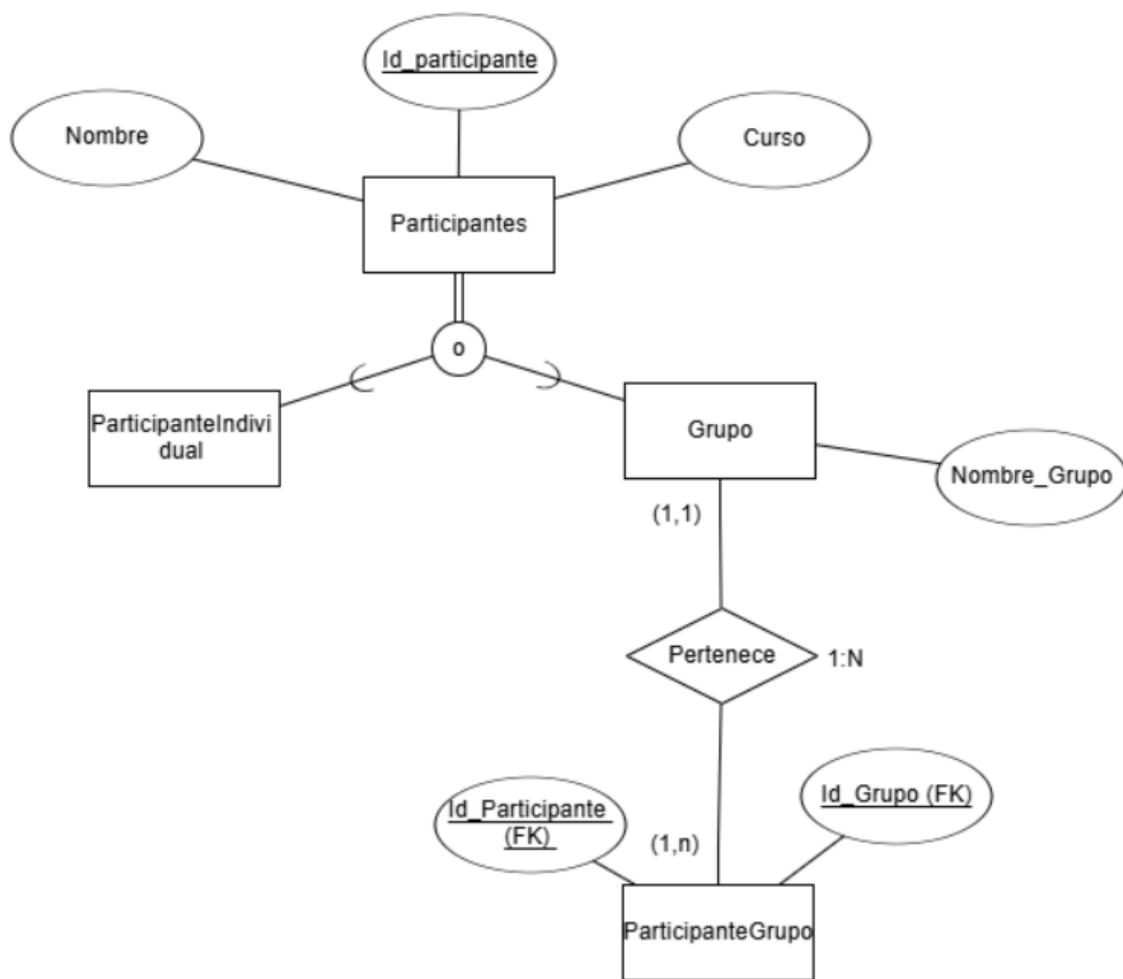 Id_participante
Nombre
Curso
Participantes
o
ParticipanteIndivi
dual
Grupo
Nombre_Grupo
(1,1)
Pertenece
1:N
Id_Participante
(FK)
Id_Grupo (FK)
(1,n)
ParticipanteGrupo